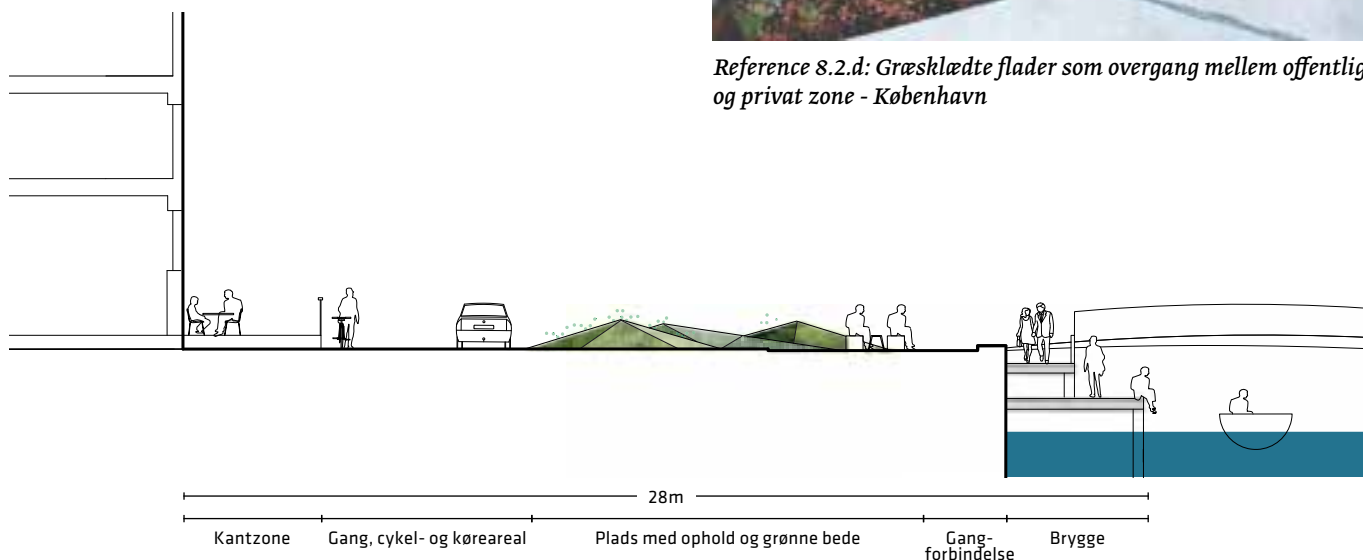 Reference 8.2.d: Græsklædte flader som overgang mellem offentlig
og privat zone - København
28m
Kantzone
Gang, cykel- og køreareal
Plads med ophold og grønne bede
Gang-
forbindelse
Brygge